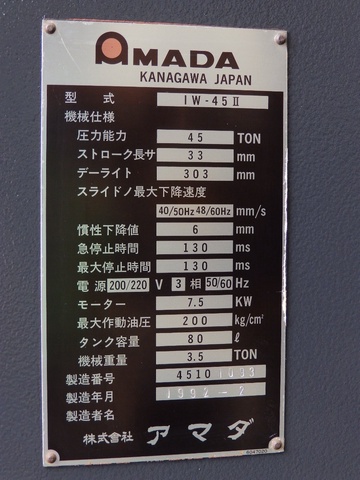 AMADA
KANAGAWA JAPAN
型式 IW-45Ⅱ
機械仕様
圧力能力 45 TON
ストローク長サ 33 mm
デーライト 303 mm
スライドノ最大下降速度
40/50Hz 48/60Hz mm/s
慣性下降値 6 mm
急停止時間 130 ms
最大停止時間 130 ms
電源 200/220 V 3 相 50/60 Hz
モーター 7.5 KW
最大作動油圧 200 kg/cm²
タンク容量 80 ℓ
機械重量 3.5 TON
製造番号 4510
製造年月 1992-2
製造者名
株式会社 アマダ